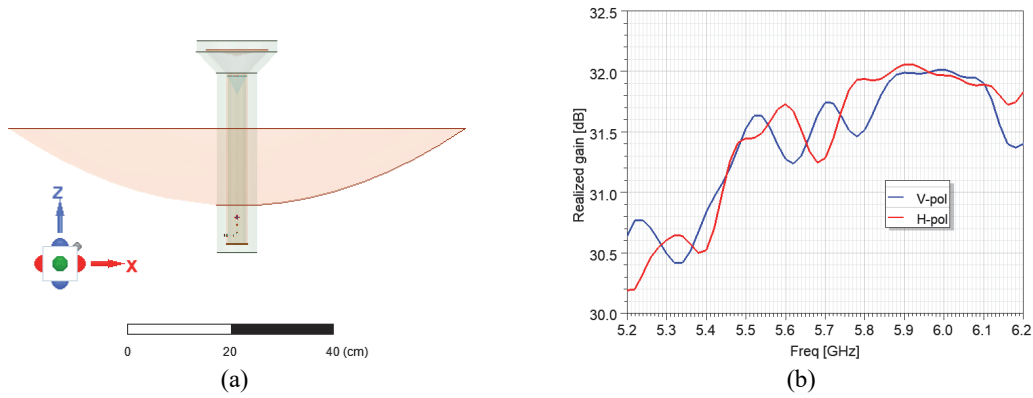 Z
X
0 20 40 (cm)
(a)
32.5
32.0
31.5
31.0
30.5
30.0
Realized gain [dB]
V-pol
H-pol
5.2 5.3 5.4 5.5 5.6 5.7 5.8 5.9 6.0 6.1 6.2
Freq [GHz]
(b)